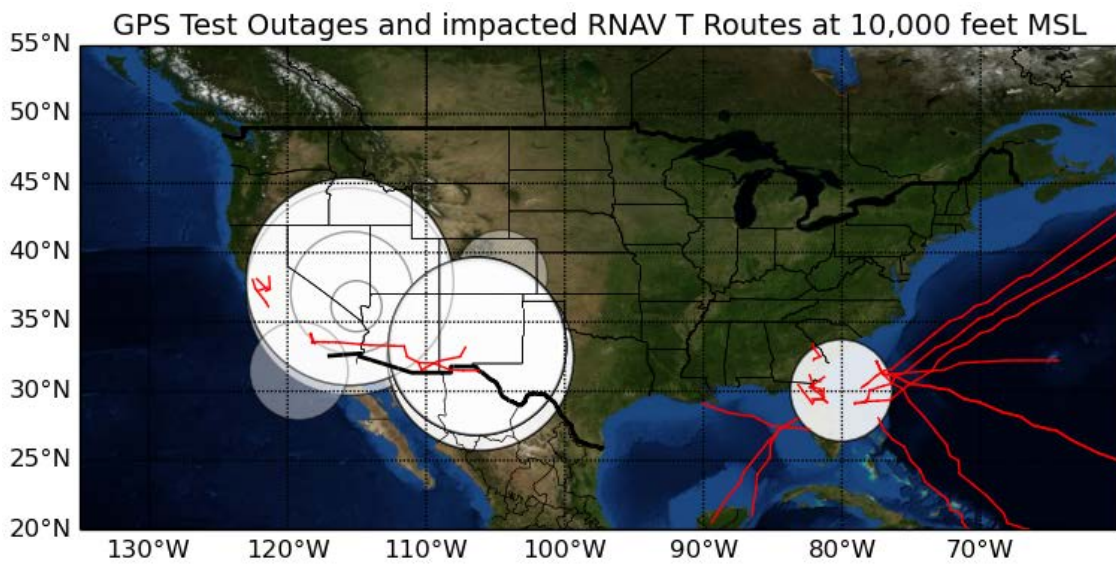 GPS Test Outages and impacted RNAV T Routes at 10,000 feet MSL
55°N
50°N
45°N
40°N
35°N
30°N
25°N
20°N
130°W 120°W 110°W 100°W 90°W 80°W 70°W